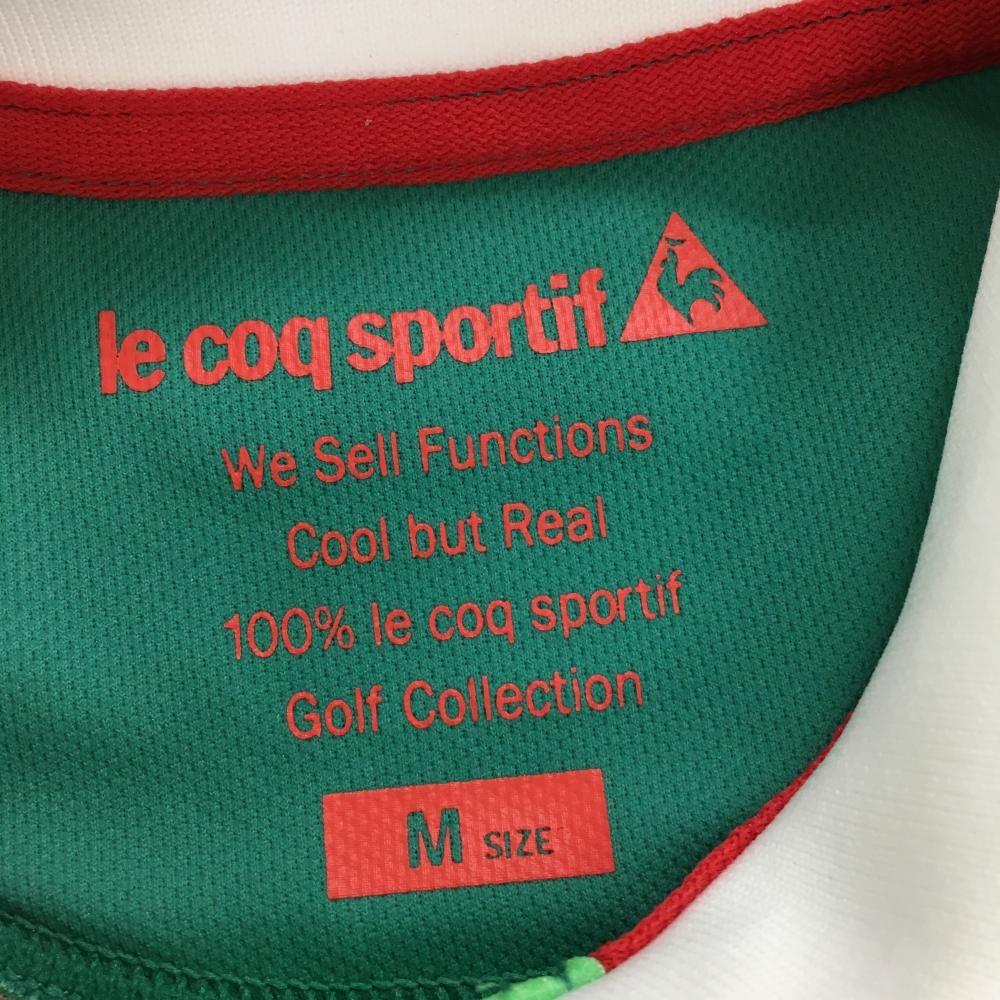 le coq sportif
We Sell Functions
Cool but Real
100% le coq sportif
Golf Collection
M SIZE